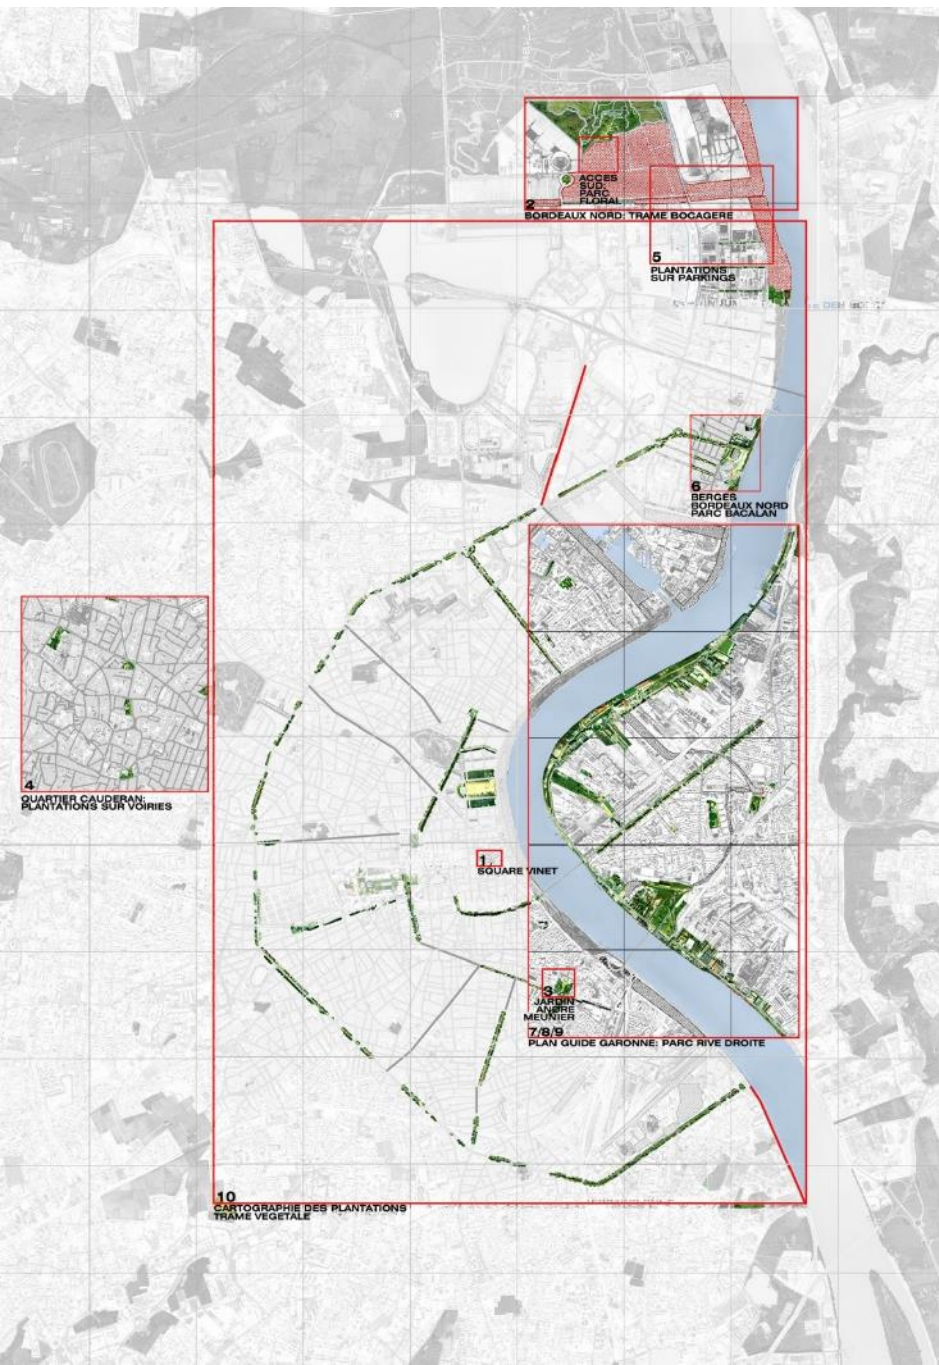 ACCES
SUD:
PARC
FLORAL
2
BORDEAUX NORD: TRAME BOCAGERE
5
PLANTATIONS
SUR PARKINGS
6
BERGES
BORDEAUX NORD
PARC BACALAN
4
QUARTIER CAUDERAN:
PLANTATIONS SUR VOIRIES
1
SQUARE VINET
3
JARDIN
ANDRE
MEUNIER
7/8/9
PLAN GUIDE GARONNE: PARC RIVE DROITE
10
CARTOGRAPHIE DES PLANTATIONS
TRAME VEGETALE